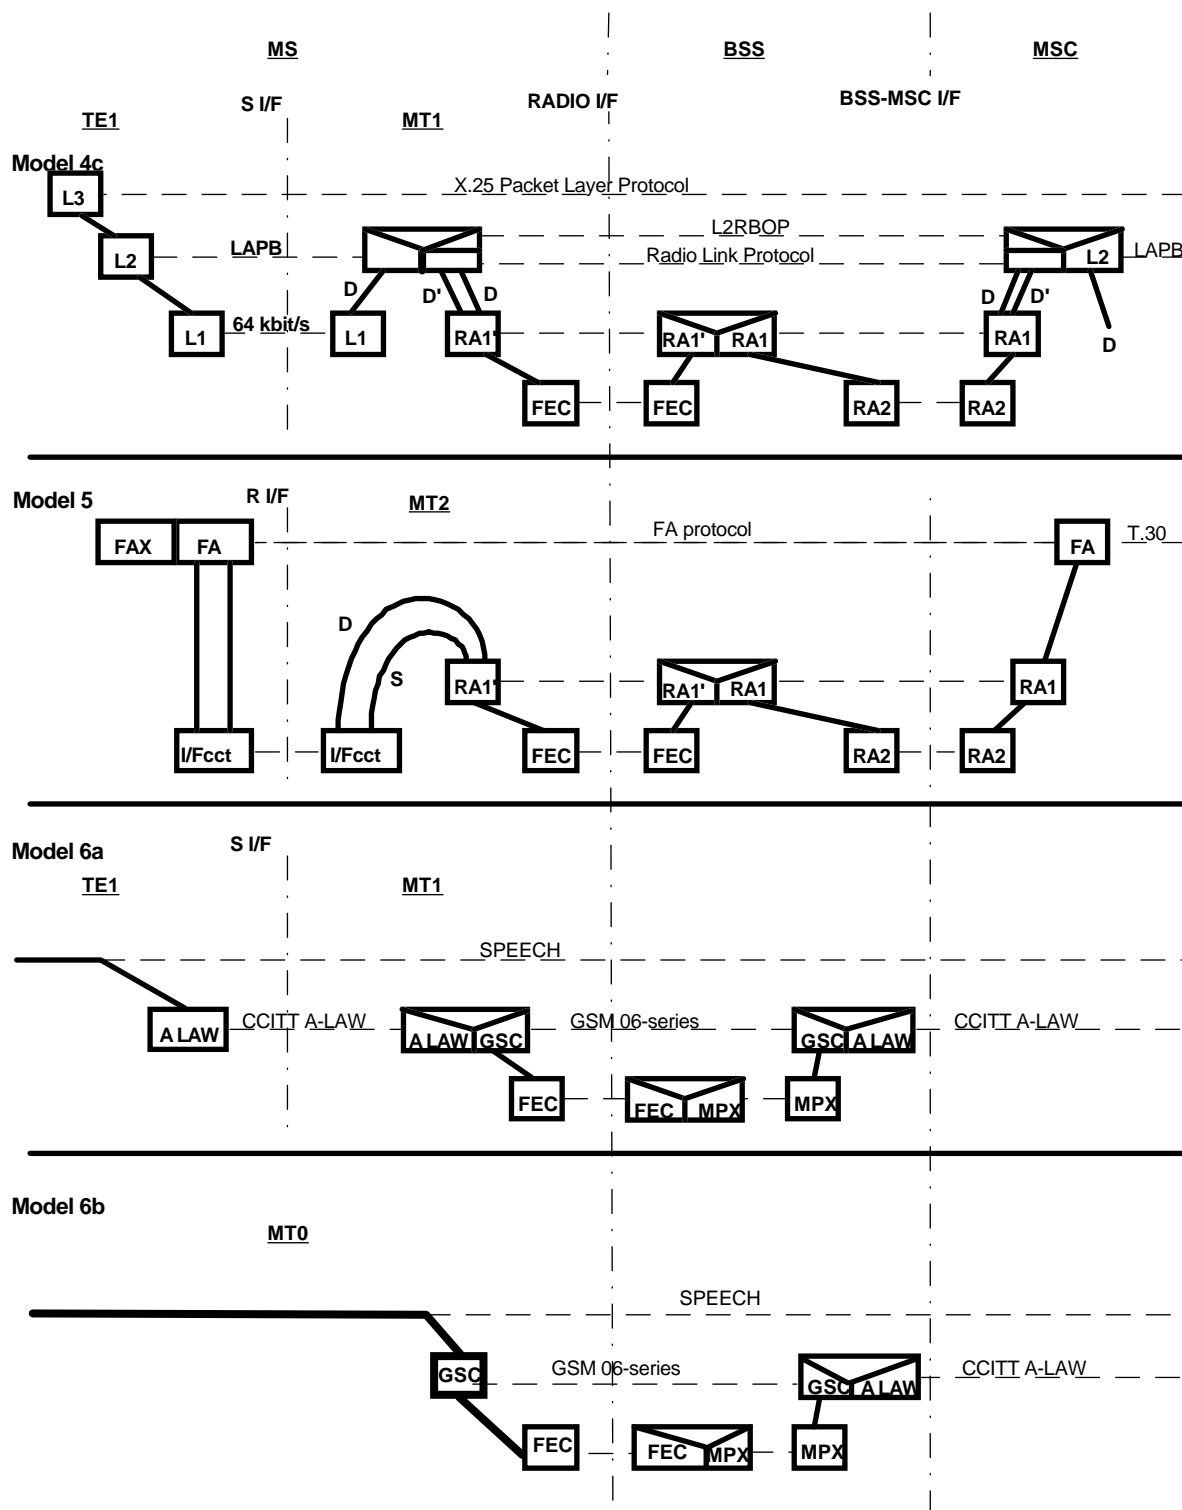 MS BSS MSC
S I/F RADIO I/F BSS-MSC I/F
TE1 MT1
Model 4c
L3 X.25 Packet Layer Protocol
L2RBOP
L2 LAPB Radio Link Protocol L2 LAPB
D D' D D D'
L1 64 kbit/s L1 RA1' RA1' RA1 RA1 D
FEC FEC RA2 RA2
Model 5 R I/F MT2
FAX FA FA protocol FA T.30
D
S RA1' RA1' RA1 RA1
I/Fcct I/Fcct FEC FEC RA2 RA2
Model 6a S I/F
TE1 MT1
SPEECH
A LAW CCITT A-LAW A LAW GSC GSM 06-series GSC A LAW CCITT A-LAW
FEC FEC MPX MPX
Model 6b
MT0
SPEECH
GSC GSM 06-series GSC A LAW CCITT A-LAW
FEC FEC MPX MPX